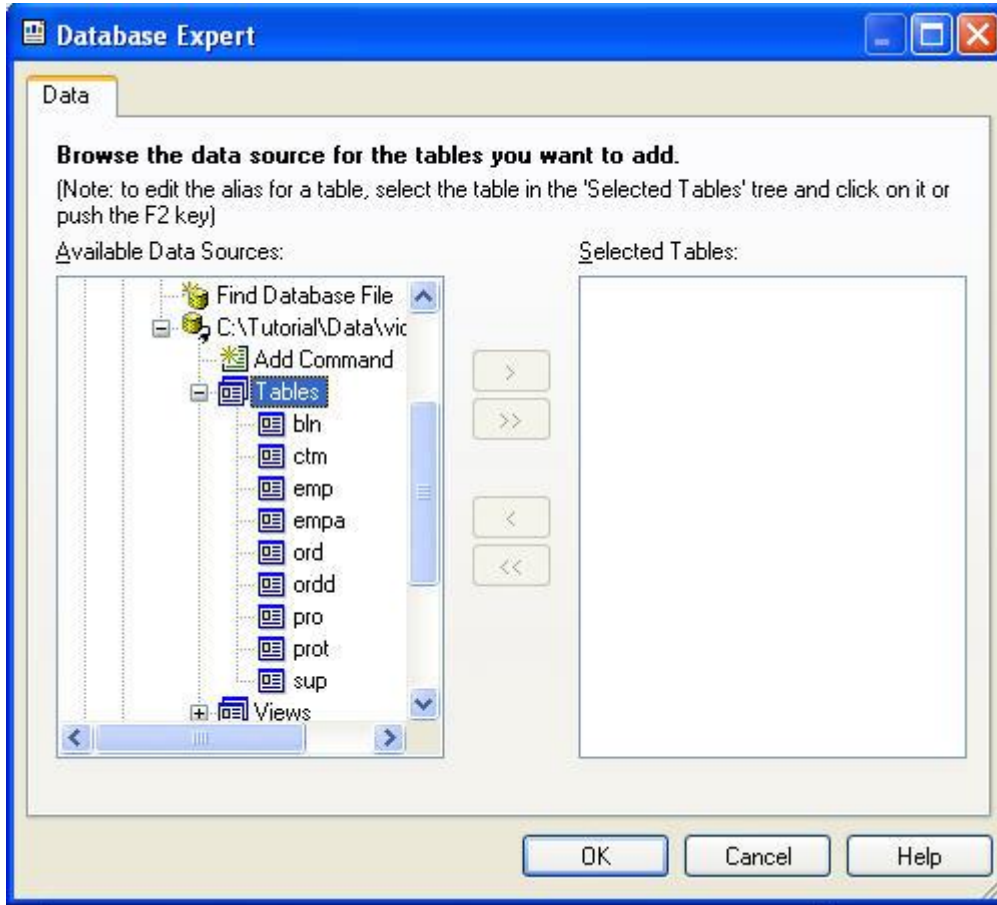 Database Expert
Data
Browse the data source for the tables you want to add.
(Note: to edit the alias for a table, select the table in the 'Selected Tables' tree and click on it or
push the F2 key)
Available Data Sources:
Selected Tables:
Find Database File
C:\Tutorial\Data\vic
Add Command
Tables
bln
ctm
emp
empa
ord
ordd
pro
prot
sup
Views
>
>>
<
<<
OK
Cancel
Help